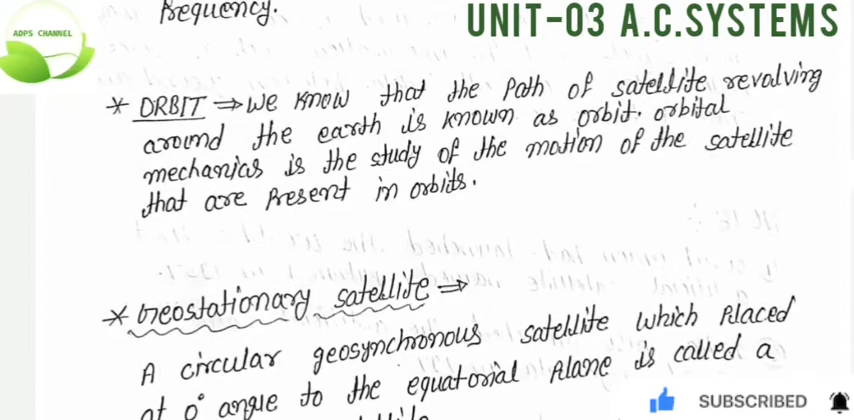 frequency.
UNIT-03 A.C.SYSTEMS
ADPS CHANNEL
* ORBIT ⇒ we know that the path of satellite revolving
around the earth is known as orbit. orbital
mechanics is the study of the motion of the satellite
that are present in orbits.
* Geostationary satellite ⇒
A circular geosynchronous satellite which placed
at 0° angle to the equatorial plane is called a
SUBSCRIBED